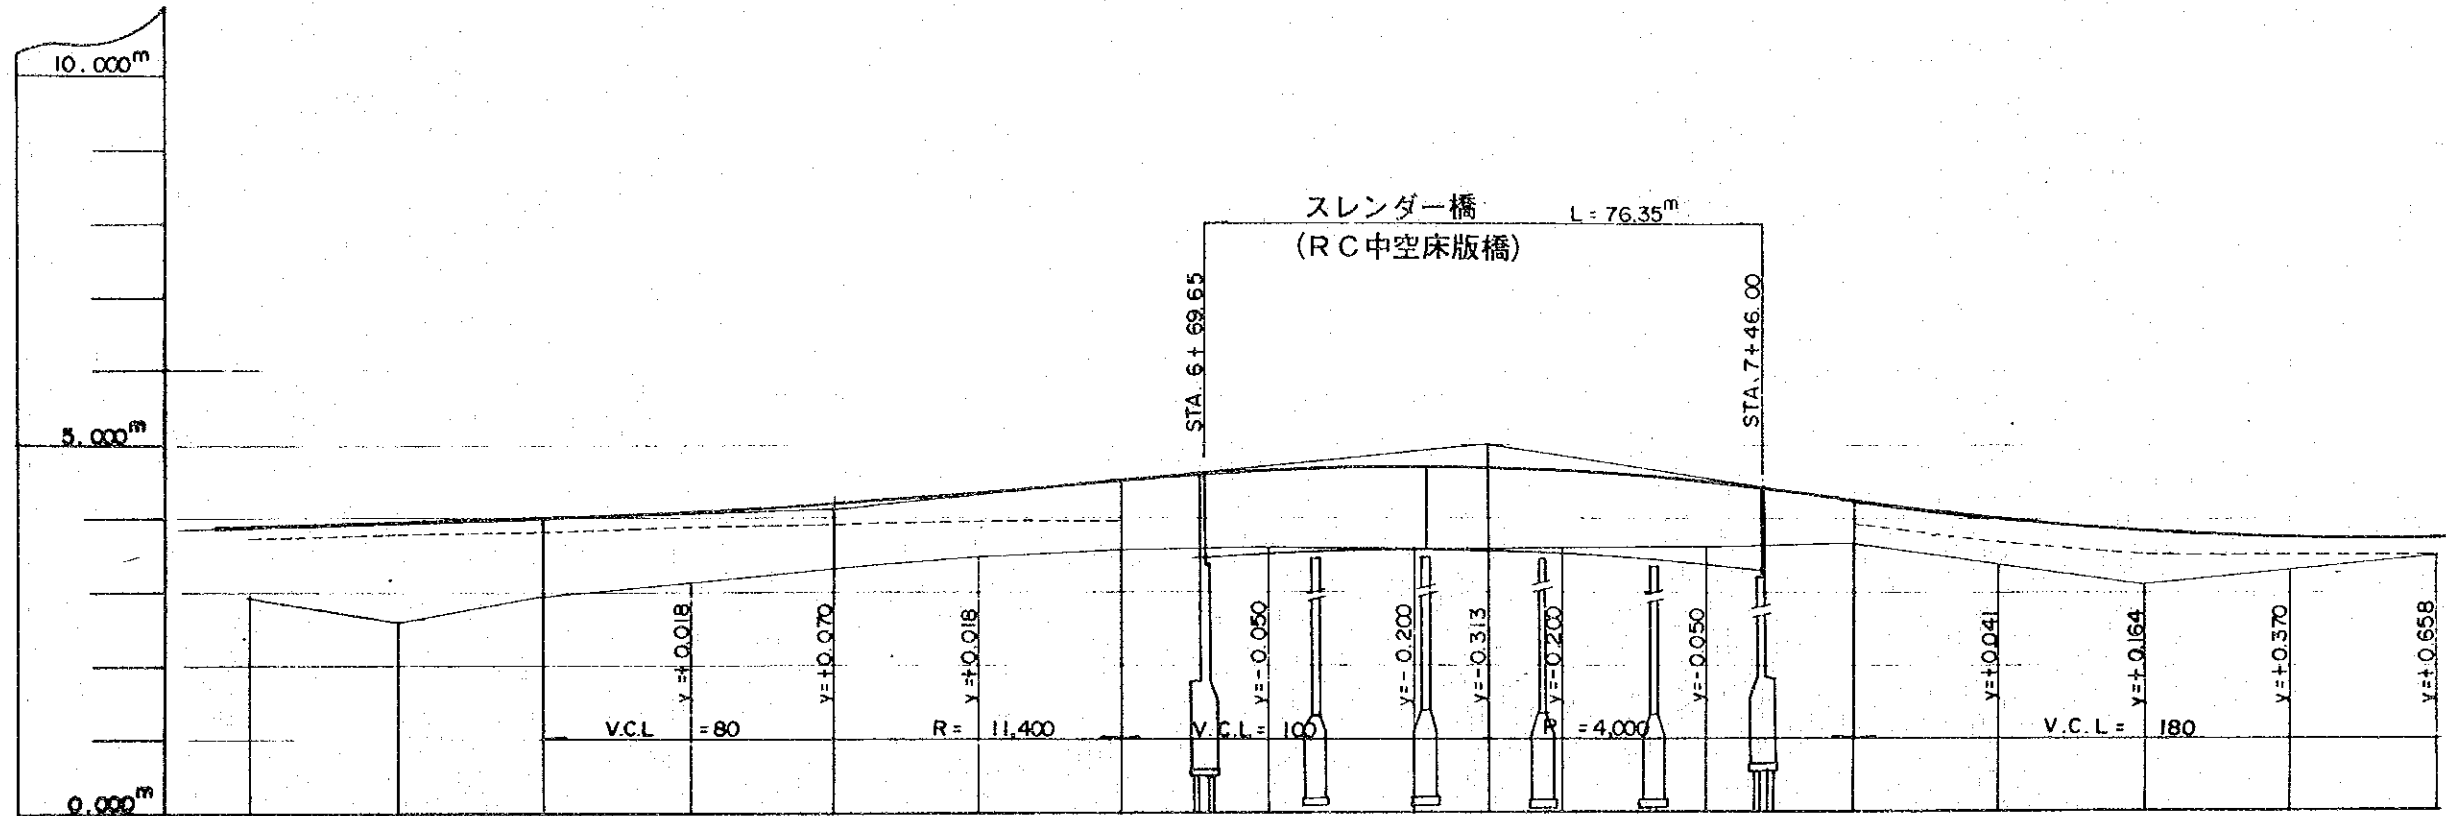 10.000m
スレンダー橋 L = 76.35m
(RC中空床版橋)
STA. 6 + 69.65
STA. 7+46.00
5.000m
y=+0.018
y=+0.070
y=+0.018
y=-0.050
y=-0.200
y=-0.313
y=-0.200
y=-0.050
y=+0.041
y=+0.164
y=+0.370
y=+0.658
V.C.L = 80 R = 11,400 V.C.L = 100 R = 4,000 V.C.L = 180
0.000m